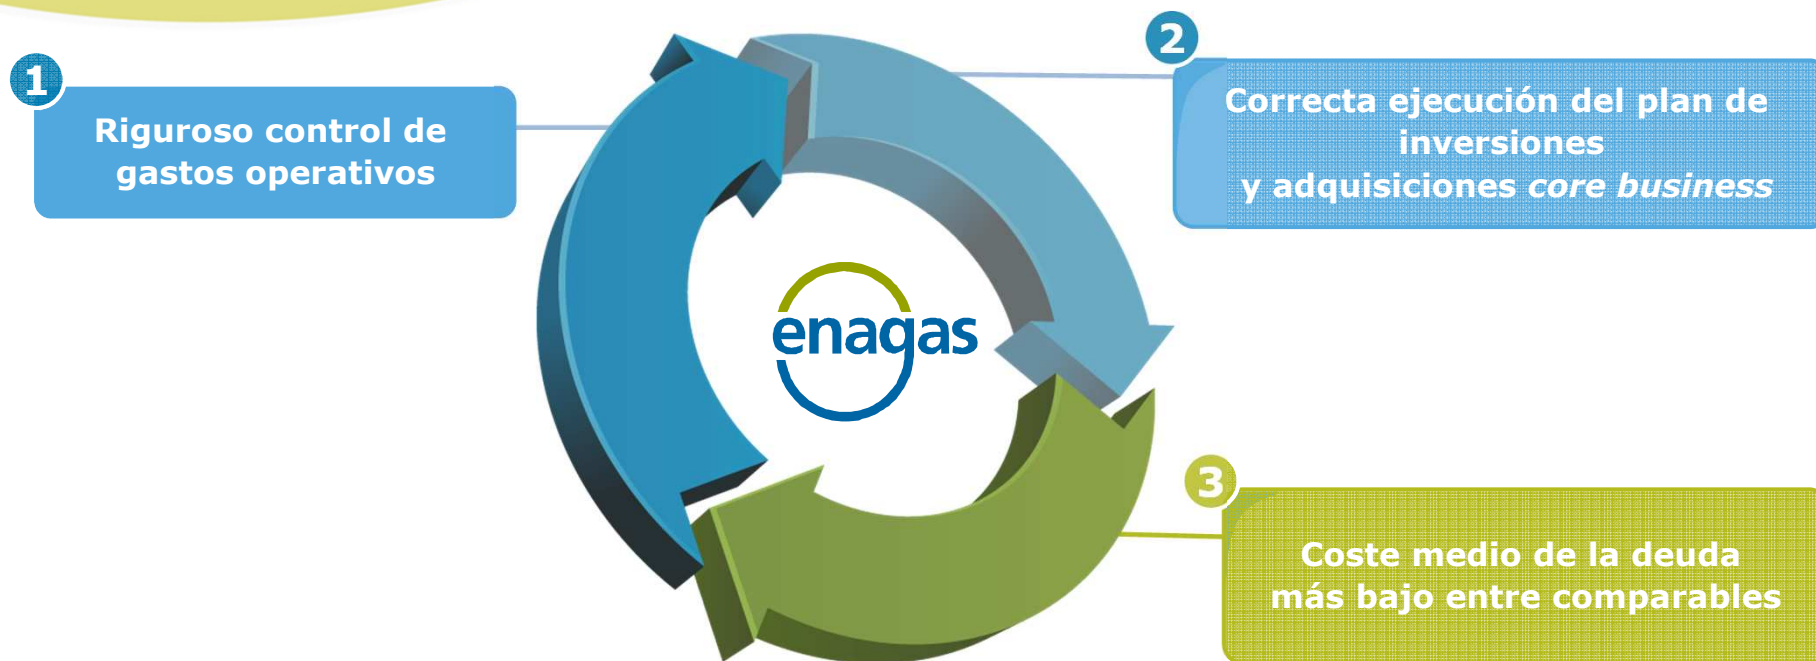 1
Riguroso control de
gastos operativos
2
Correcta ejecución del plan de
inversiones
y adquisiciones core business
enagas
3
Coste medio de la deuda
más bajo entre comparables